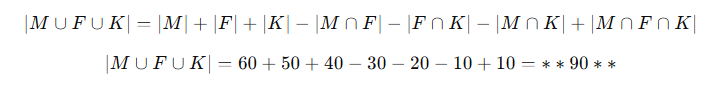 |M ∪ F ∪ K| = |M| + |F| + |K| − |M ∩ F| − |F ∩ K| − |M ∩ K| + |M ∩ F ∩ K|
|M ∪ F ∪ K| = 60 + 50 + 40 − 30 − 20 − 10 + 10 = ∗ ∗ 90 ∗ ∗